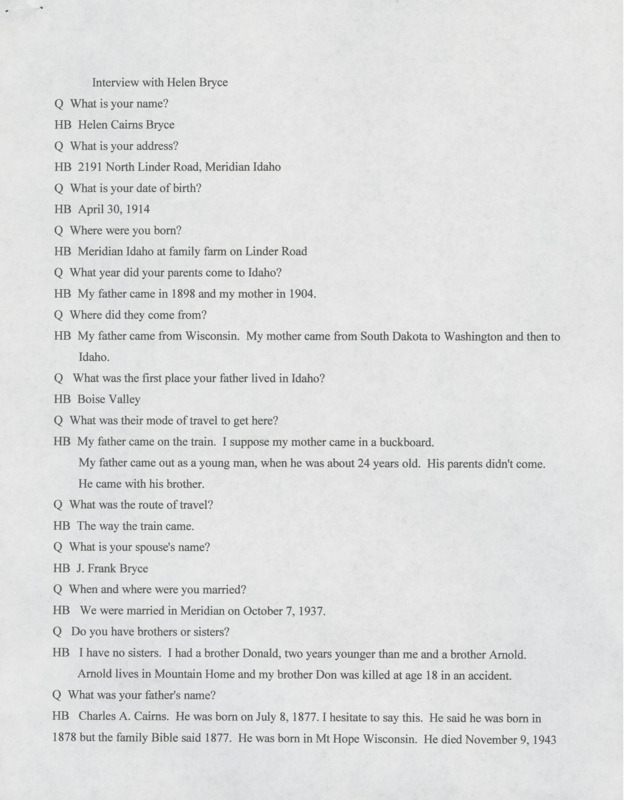 Interview with Helen Bryce
Q What is your name?
HB Helen Cairns Bryce
Q What is your address?
HB 2191 North Linder Road, Meridian Idaho
Q What is your date of birth?
HB April 30, 1914
Q Where were you born?
HB Meridian Idaho at family farm on Linder Road
Q What year did your parents come to Idaho?
HB My father came in 1898 and my mother in 1904.
Q Where did they come from?
HB My father came from Wisconsin. My mother came from South Dakota to Washington and then to
Idaho.
Q What was the first place your father lived in Idaho?
HB Boise Valley
Q What was their mode of travel to get here?
HB My father came on the train. I suppose my mother came in a buckboard.
My father came out as a young man, when he was about 24 years old. His parents didn't come.
He came with his brother.
Q What was the route of travel?
HB The way the train came.
Q What is your spouse's name?
HB J. Frank Bryce
Q When and where were you married?
HB We were married in Meridian on October 7, 1937.
Q Do you have brothers or sisters?
HB I have no sisters. I had a brother Donald, two years younger than me and a brother Arnold.
Arnold lives in Mountain Home and my brother Don was killed at age 18 in an accident.
Q What was your father's name?
HB Charles A. Cairns. He was born on July 8, 1877. I hesitate to say this. He said he was born in
1878 but the family Bible said 1877. He was born in Mt Hope Wisconsin. He died November 9, 1943